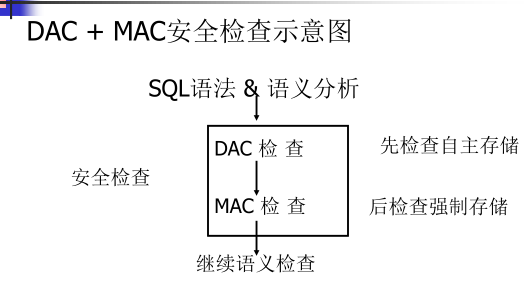 DAC + MAC安全检查示意图
SQL语法 & 语义分析
DAC 检 查
先检查自主存储
安全检查
MAC 检 查
后检查强制存储
继续语义检查